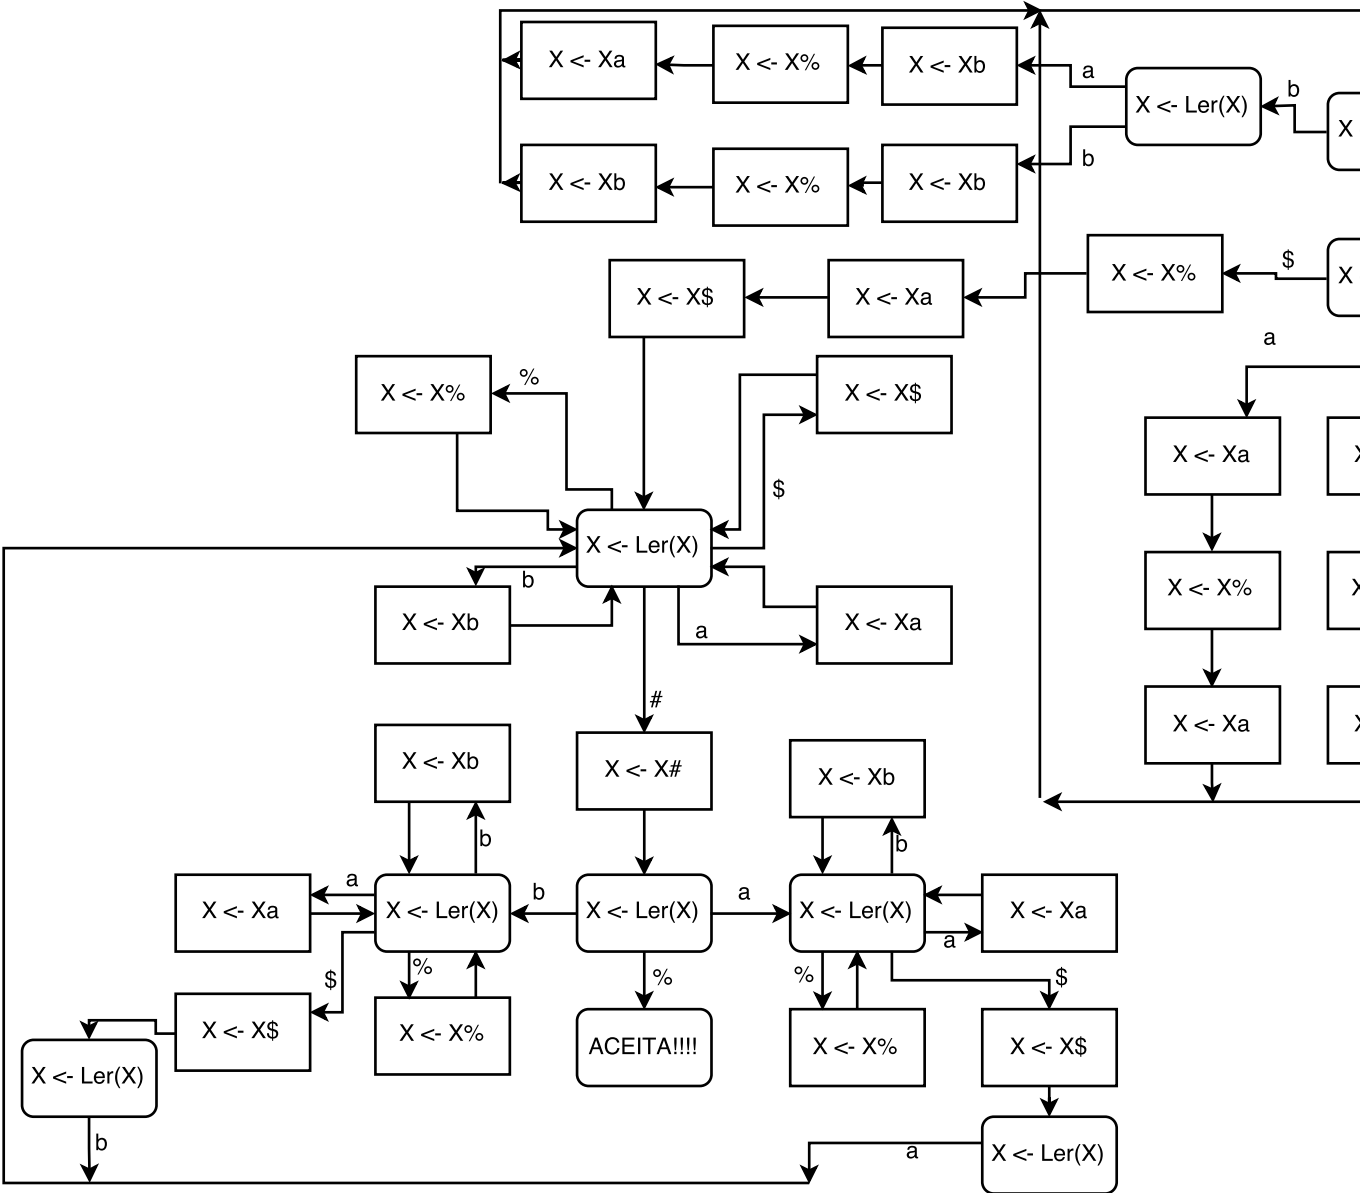 X <- Xa
X <- X%
X <- Xb
a
X <- Ler(X)
b
X
b
X <- Xb
X <- X%
X <- Xb
X <- X$
X <- Xa
X <- X%
$
X
a
X <- X%
%
X <- X$
X <- Xa
$
X <- Ler(X)
b
X <- Xb
a
X <- Xa
X <- X%
#
X <- Xb
X <- X#
X <- Xb
X <- Xa
b
b
X <- Xa
a
X <- Ler(X)
b
X <- Ler(X)
a
X <- Ler(X)
a
X <- Xa
$
%
%
%
$
X <- X$
X <- X%
ACEITA!!!!
X <- X%
X <- X$
X <- Ler(X)
b
a
X <- Ler(X)